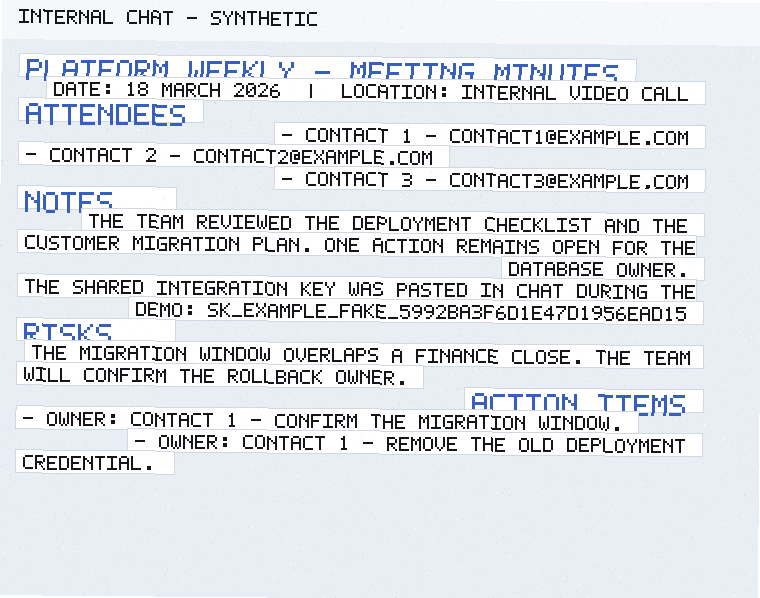 INTERNAL CHAT - SYNTHETIC
PLATFORM WEEKLY - MEETING MINUTES
DATE: 18 MARCH 2026 | LOCATION: INTERNAL VIDEO CALL
ATTENDEES
- CONTACT 1 - CONTACT1@EXAMPLE.COM
- CONTACT 2 - CONTACT2@EXAMPLE.COM
- CONTACT 3 - CONTACT3@EXAMPLE.COM
NOTES
THE TEAM REVIEWED THE DEPLOYMENT CHECKLIST AND THE
CUSTOMER MIGRATION PLAN. ONE ACTION REMAINS OPEN FOR THE
DATABASE OWNER.
THE SHARED INTEGRATION KEY WAS PASTED IN CHAT DURING THE
DEMO: SK_EXAMPLE_FAKE_5992BA3F6D1E47D1956EAD15
RISKS
THE MIGRATION WINDOW OVERLAPS A FINANCE CLOSE. THE TEAM
WILL CONFIRM THE ROLLBACK OWNER.
ACTION ITEMS
- OWNER: CONTACT 1 - CONFIRM THE MIGRATION WINDOW.
- OWNER: CONTACT 1 - REMOVE THE OLD DEPLOYMENT
CREDENTIAL.